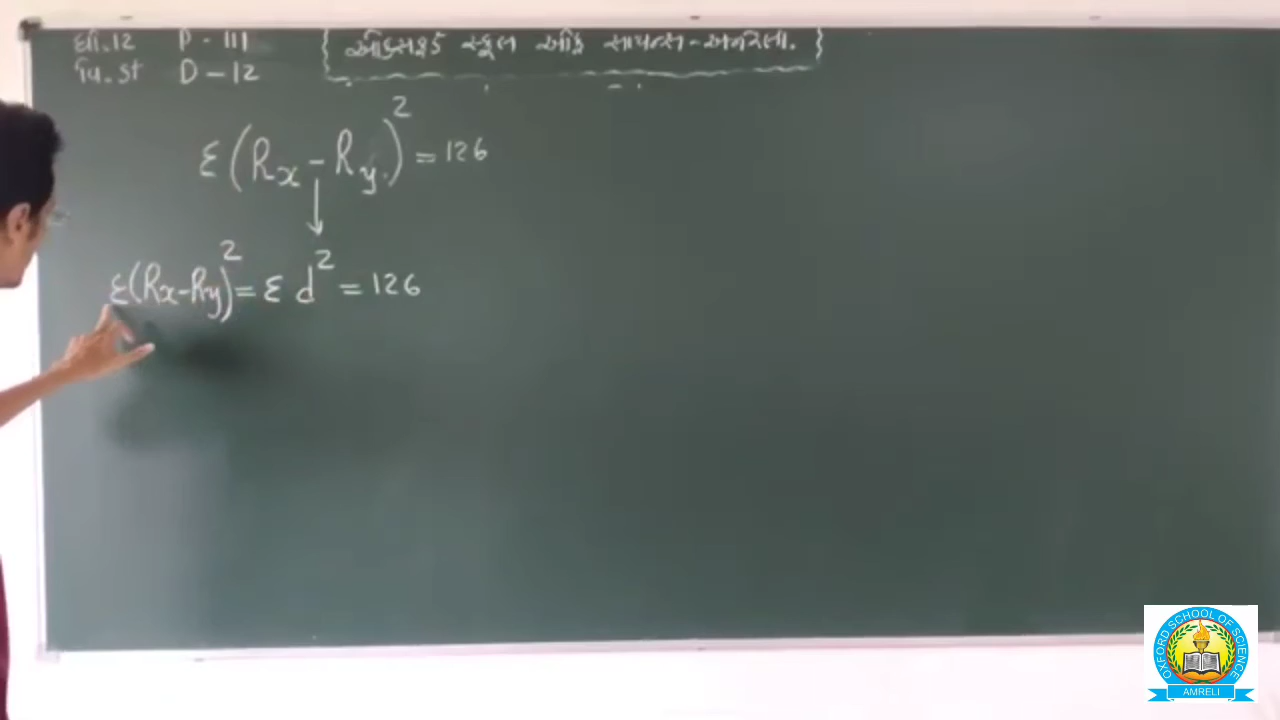 ધો.12 P - 111 { ઓક્સફર્ડ સ્કૂલ ઓફ સાયન્સ - અમરેલી. }
ગુ.st D - 12
ε(Rx - Ry)² = 126
ε(Rx-Ry)² = ε d² = 126
OXFORD SCHOOL OF SCIENCE
AMRELI